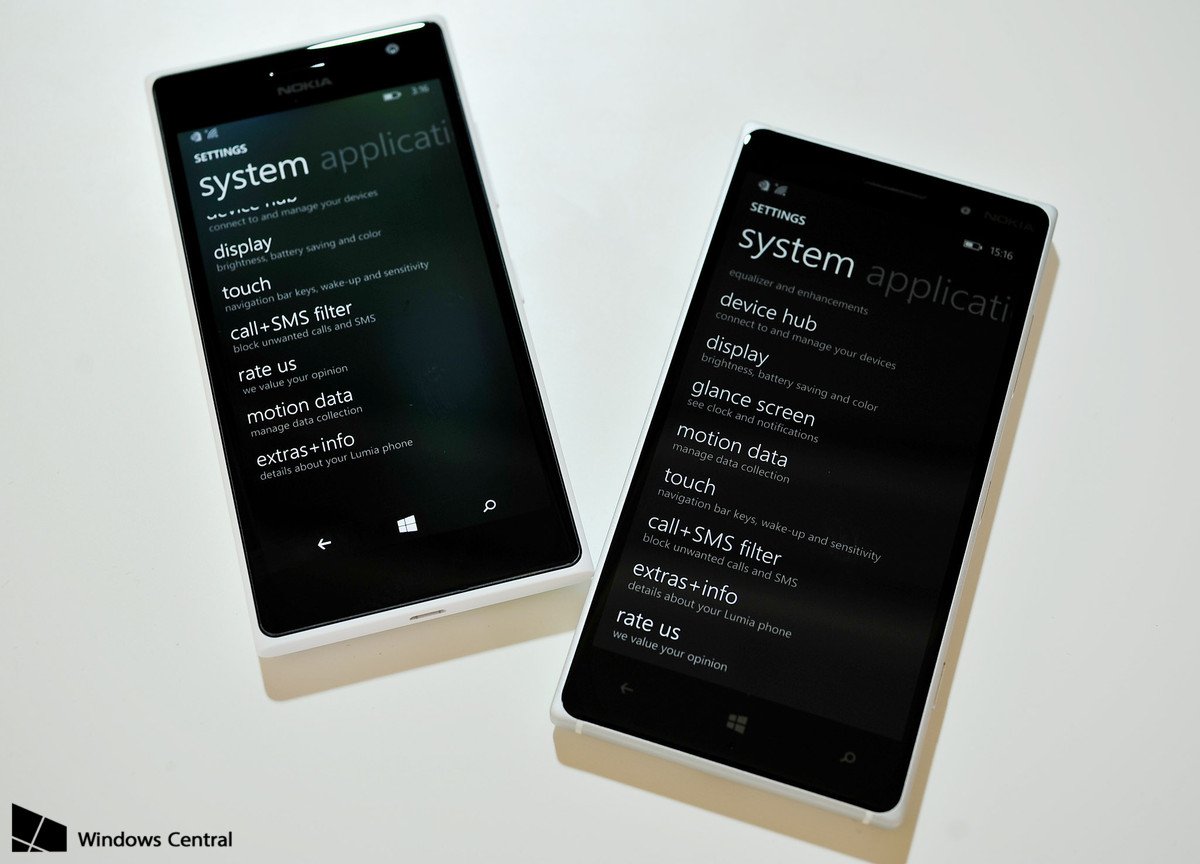 NOKIA
3:16
SETTINGS
system applicati
device hub
connect to and manage your devices
display
brightness, battery saving and color
touch
navigation bar keys, wake-up and sensitivity
call+SMS filter
block unwanted calls and SMS
rate us
we value your opinion
motion data
manage data collection
extras+info
details about your Lumia phone
NOKIA
15:16
SETTINGS
system applicati
equalizer and enhancements
device hub
connect to and manage your devices
display
brightness, battery saving and color
glance screen
see clock and notifications
motion data
manage data collection
touch
navigation bar keys, wake-up and sensitivity
call+SMS filter
block unwanted calls and SMS
extras+info
details about your Lumia phone
rate us
we value your opinion
Windows Central